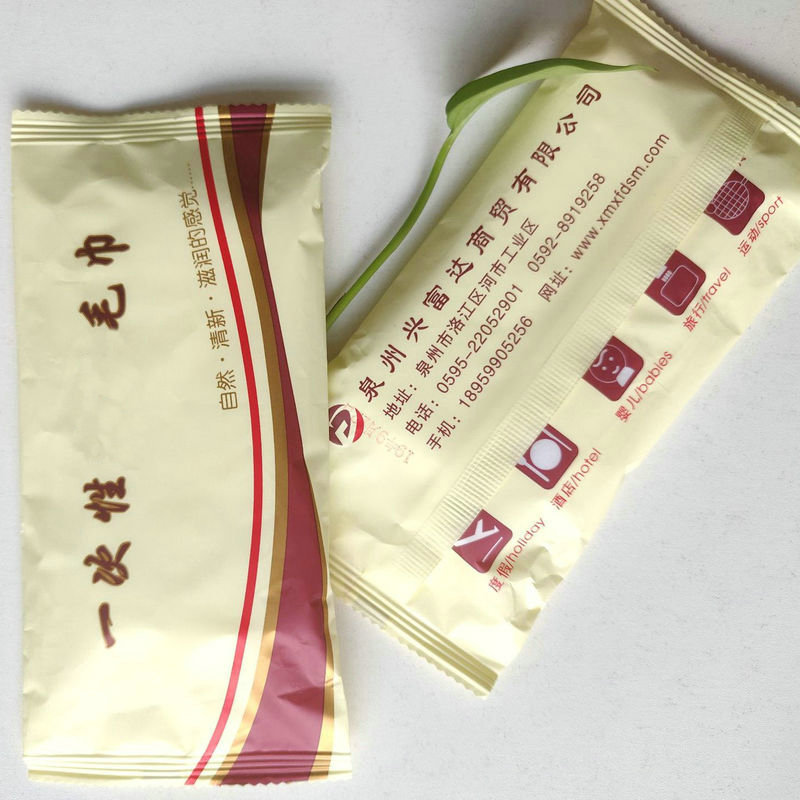 一次性 毛巾
自然·清新·滋润的感觉……
泉州兴富达商贸有限公司
地址：泉州市洛江区河市工业区
电话：0595-22052901 0592-8919258
手机：18959905256 网址：www.xmxfdsm.com
度假/holiday
酒店/hotel
婴儿/babies
旅行/travel
运动/sport